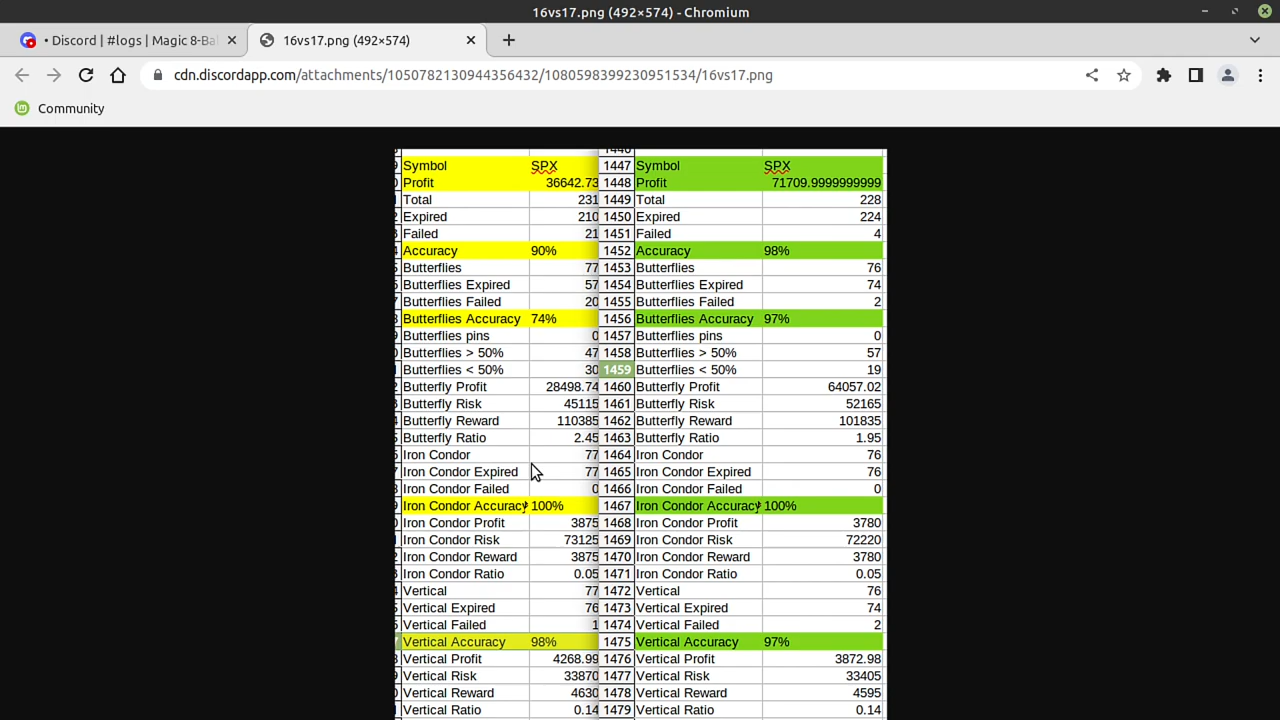 16vs17.png (492×574) - Chromium
• Discord | #logs | Magic 8-Ba
16vs17.png (492×574)
cdn.discordapp.com/attachments/1050782130944356432/1080598399230951534/16vs17.png
Community
1446
Symbol SPX 1447 Symbol SPX
Profit 36642.73 1448 Profit 71709.9999999999
Total 231 1449 Total 228
Expired 210 1450 Expired 224
Failed 21 1451 Failed 4
Accuracy 90% 1452 Accuracy 98%
Butterflies 77 1453 Butterflies 76
Butterflies Expired 57 1454 Butterflies Expired 74
Butterflies Failed 20 1455 Butterflies Failed 2
Butterflies Accuracy 74% 1456 Butterflies Accuracy 97%
Butterflies pins 0 1457 Butterflies pins 0
Butterflies > 50% 47 1458 Butterflies > 50% 57
Butterflies < 50% 30 1459 Butterflies < 50% 19
Butterfly Profit 28498.74 1460 Butterfly Profit 64057.02
Butterfly Risk 45115 1461 Butterfly Risk 52165
Butterfly Reward 110385 1462 Butterfly Reward 101835
Butterfly Ratio 2.45 1463 Butterfly Ratio 1.95
Iron Condor 77 1464 Iron Condor 76
Iron Condor Expired 77 1465 Iron Condor Expired 76
Iron Condor Failed 0 1466 Iron Condor Failed 0
Iron Condor Accuracy 100% 1467 Iron Condor Accuracy 100%
Iron Condor Profit 3875 1468 Iron Condor Profit 3780
Iron Condor Risk 73125 1469 Iron Condor Risk 72220
Iron Condor Reward 3875 1470 Iron Condor Reward 3780
Iron Condor Ratio 0.05 1471 Iron Condor Ratio 0.05
Vertical 77 1472 Vertical 76
Vertical Expired 76 1473 Vertical Expired 74
Vertical Failed 1 1474 Vertical Failed 2
Vertical Accuracy 98% 1475 Vertical Accuracy 97%
Vertical Profit 4268.99 1476 Vertical Profit 3872.98
Vertical Risk 33870 1477 Vertical Risk 33405
Vertical Reward 4630 1478 Vertical Reward 4595
Vertical Ratio 0.14 1479 Vertical Ratio 0.14